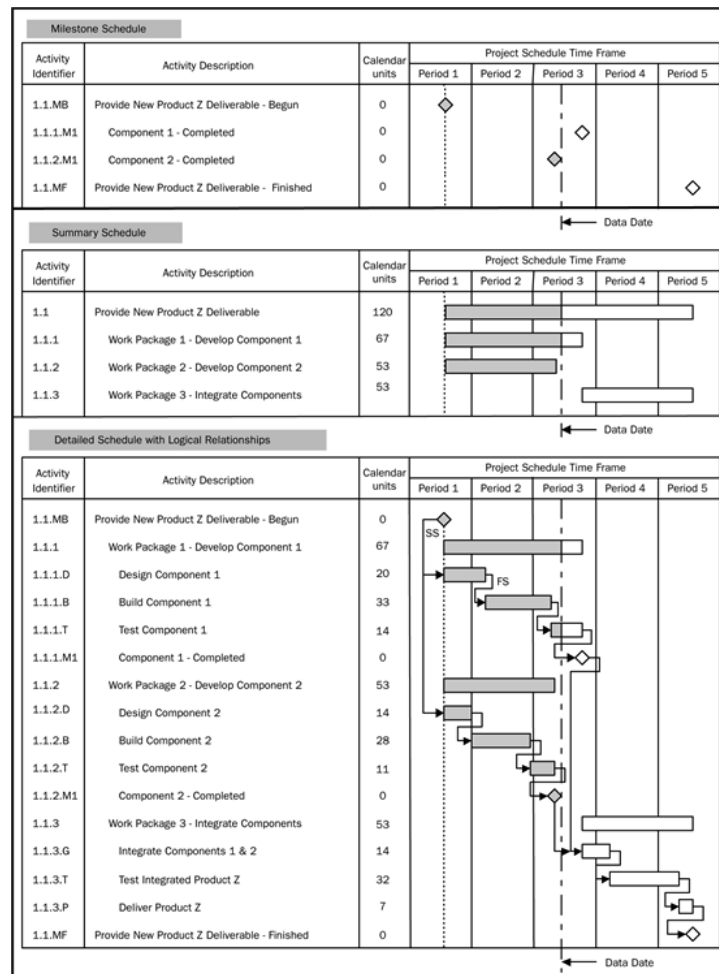 Milestone Schedule
Activity Identifier Activity Description Calendar units Project Schedule Time Frame
Period 1 Period 2 Period 3 Period 4 Period 5
1.1.MB Provide New Product Z Deliverable - Begun 0
1.1.1.M1 Component 1 - Completed 0
1.1.2.M1 Component 2 - Completed 0
1.1.MF Provide New Product Z Deliverable - Finished 0
Data Date
Summary Schedule
Activity Identifier Activity Description Calendar units Project Schedule Time Frame
Period 1 Period 2 Period 3 Period 4 Period 5
1.1 Provide New Product Z Deliverable 120
1.1.1 Work Package 1 - Develop Component 1 67
1.1.2 Work Package 2 - Develop Component 2 53
1.1.3 Work Package 3 - Integrate Components 53
Data Date
Detailed Schedule with Logical Relationships
Activity Identifier Activity Description Calendar units Project Schedule Time Frame
Period 1 Period 2 Period 3 Period 4 Period 5
1.1.MB Provide New Product Z Deliverable - Begun 0
SS
1.1.1 Work Package 1 - Develop Component 1 67
1.1.1.D Design Component 1 20
FS
1.1.1.B Build Component 1 33
1.1.1.T Test Component 1 14
1.1.1.M1 Component 1 - Completed 0
1.1.2 Work Package 2 - Develop Component 2 53
1.1.2.D Design Component 2 14
1.1.2.B Build Component 2 28
1.1.2.T Test Component 2 11
1.1.2.M1 Component 2 - Completed 0
1.1.3 Work Package 3 - Integrate Components 53
1.1.3.G Integrate Components 1 & 2 14
1.1.3.T Test Integrated Product Z 32
1.1.3.P Deliver Product Z 7
1.1.MF Provide New Product Z Deliverable - Finished 0
Data Date